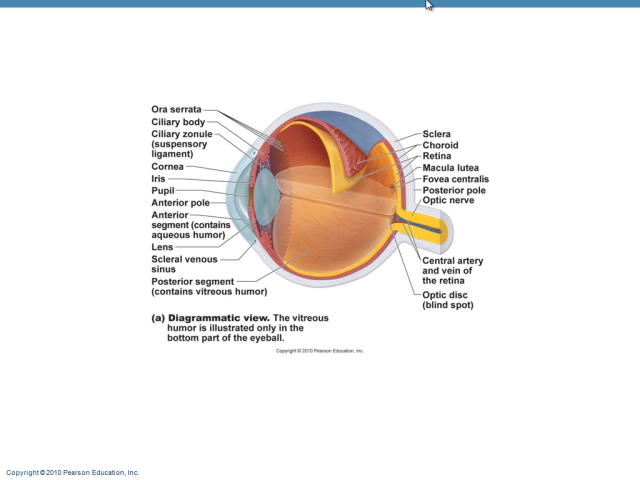 Ora serrata
Ciliary body
Ciliary zonule
(suspensory
ligament)
Cornea
Iris
Pupil
Anterior pole
Anterior
segment (contains
aqueous humor)
Lens
Scleral venous
sinus
Posterior segment
(contains vitreous humor)
Sclera
Choroid
Retina
Macula lutea
Fovea centralis
Posterior pole
Optic nerve
Central artery
and vein of
the retina
Optic disc
(blind spot)
(a) Diagrammatic view. The vitreous
humor is illustrated only in the
bottom part of the eyeball.
Copyright © 2010 Pearson Education, Inc.
Copyright © 2010 Pearson Education, Inc.